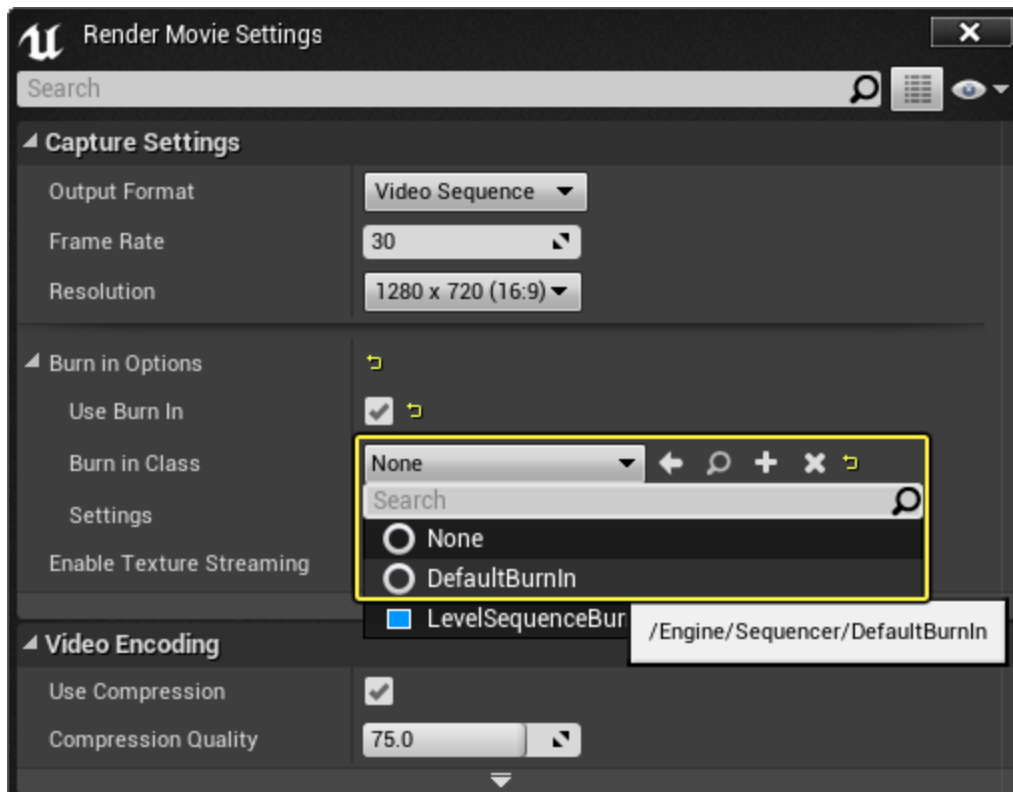 Render Movie Settings
Search
Capture Settings
Output Format
Video Sequence
Frame Rate
30
Resolution
1280 x 720 (16:9)
Burn in Options
Use Burn In
Burn in Class
None
Search
Settings
None
DefaultBurnIn
Enable Texture Streaming
LevelSequenceBur
/Engine/Sequencer/DefaultBurnIn
Video Encoding
Use Compression
Compression Quality
75.0